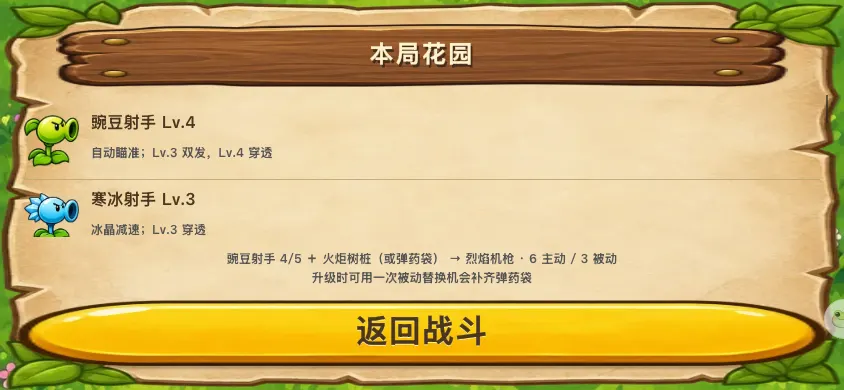 本局花园
豌豆射手 Lv.4
自动瞄准；Lv.3 双发，Lv.4 穿透
寒冰射手 Lv.3
冰晶减速；Lv.3 穿透
豌豆射手 4/5 + 火炬树桩（或弹药袋） → 烈焰机枪 · 6 主动 / 3 被动
升级时可用一次被动替换机会补齐弹药袋
返回战斗